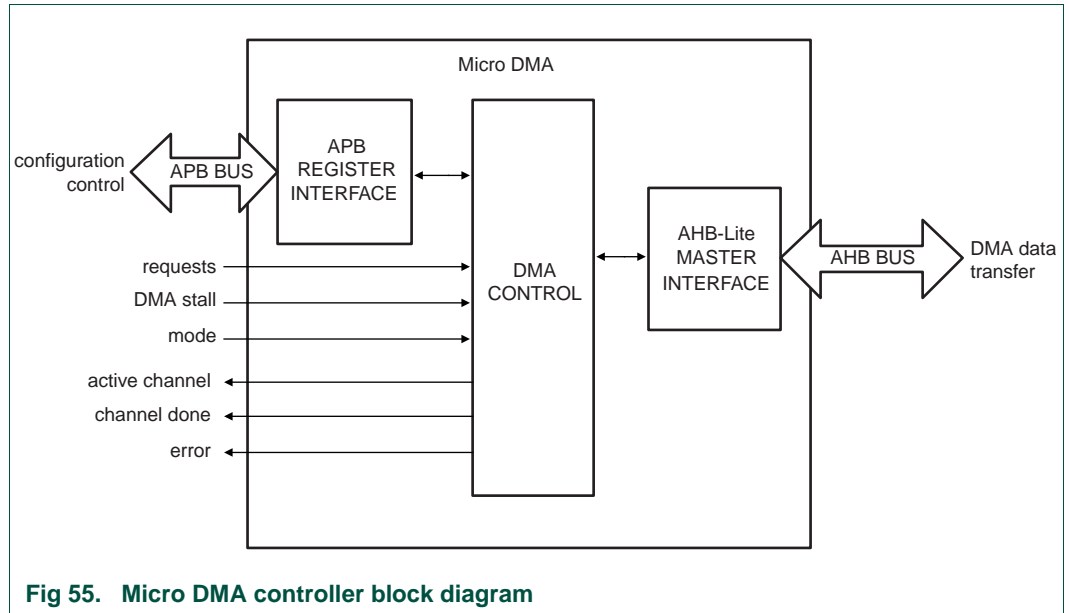 Micro DMA
configuration
control
APB BUS
APB
REGISTER
INTERFACE
DMA
CONTROL
AHB-Lite
MASTER
INTERFACE
AHB BUS
DMA data
transfer
requests
DMA stall
mode
active channel
channel done
error
Fig 55. Micro DMA controller block diagram